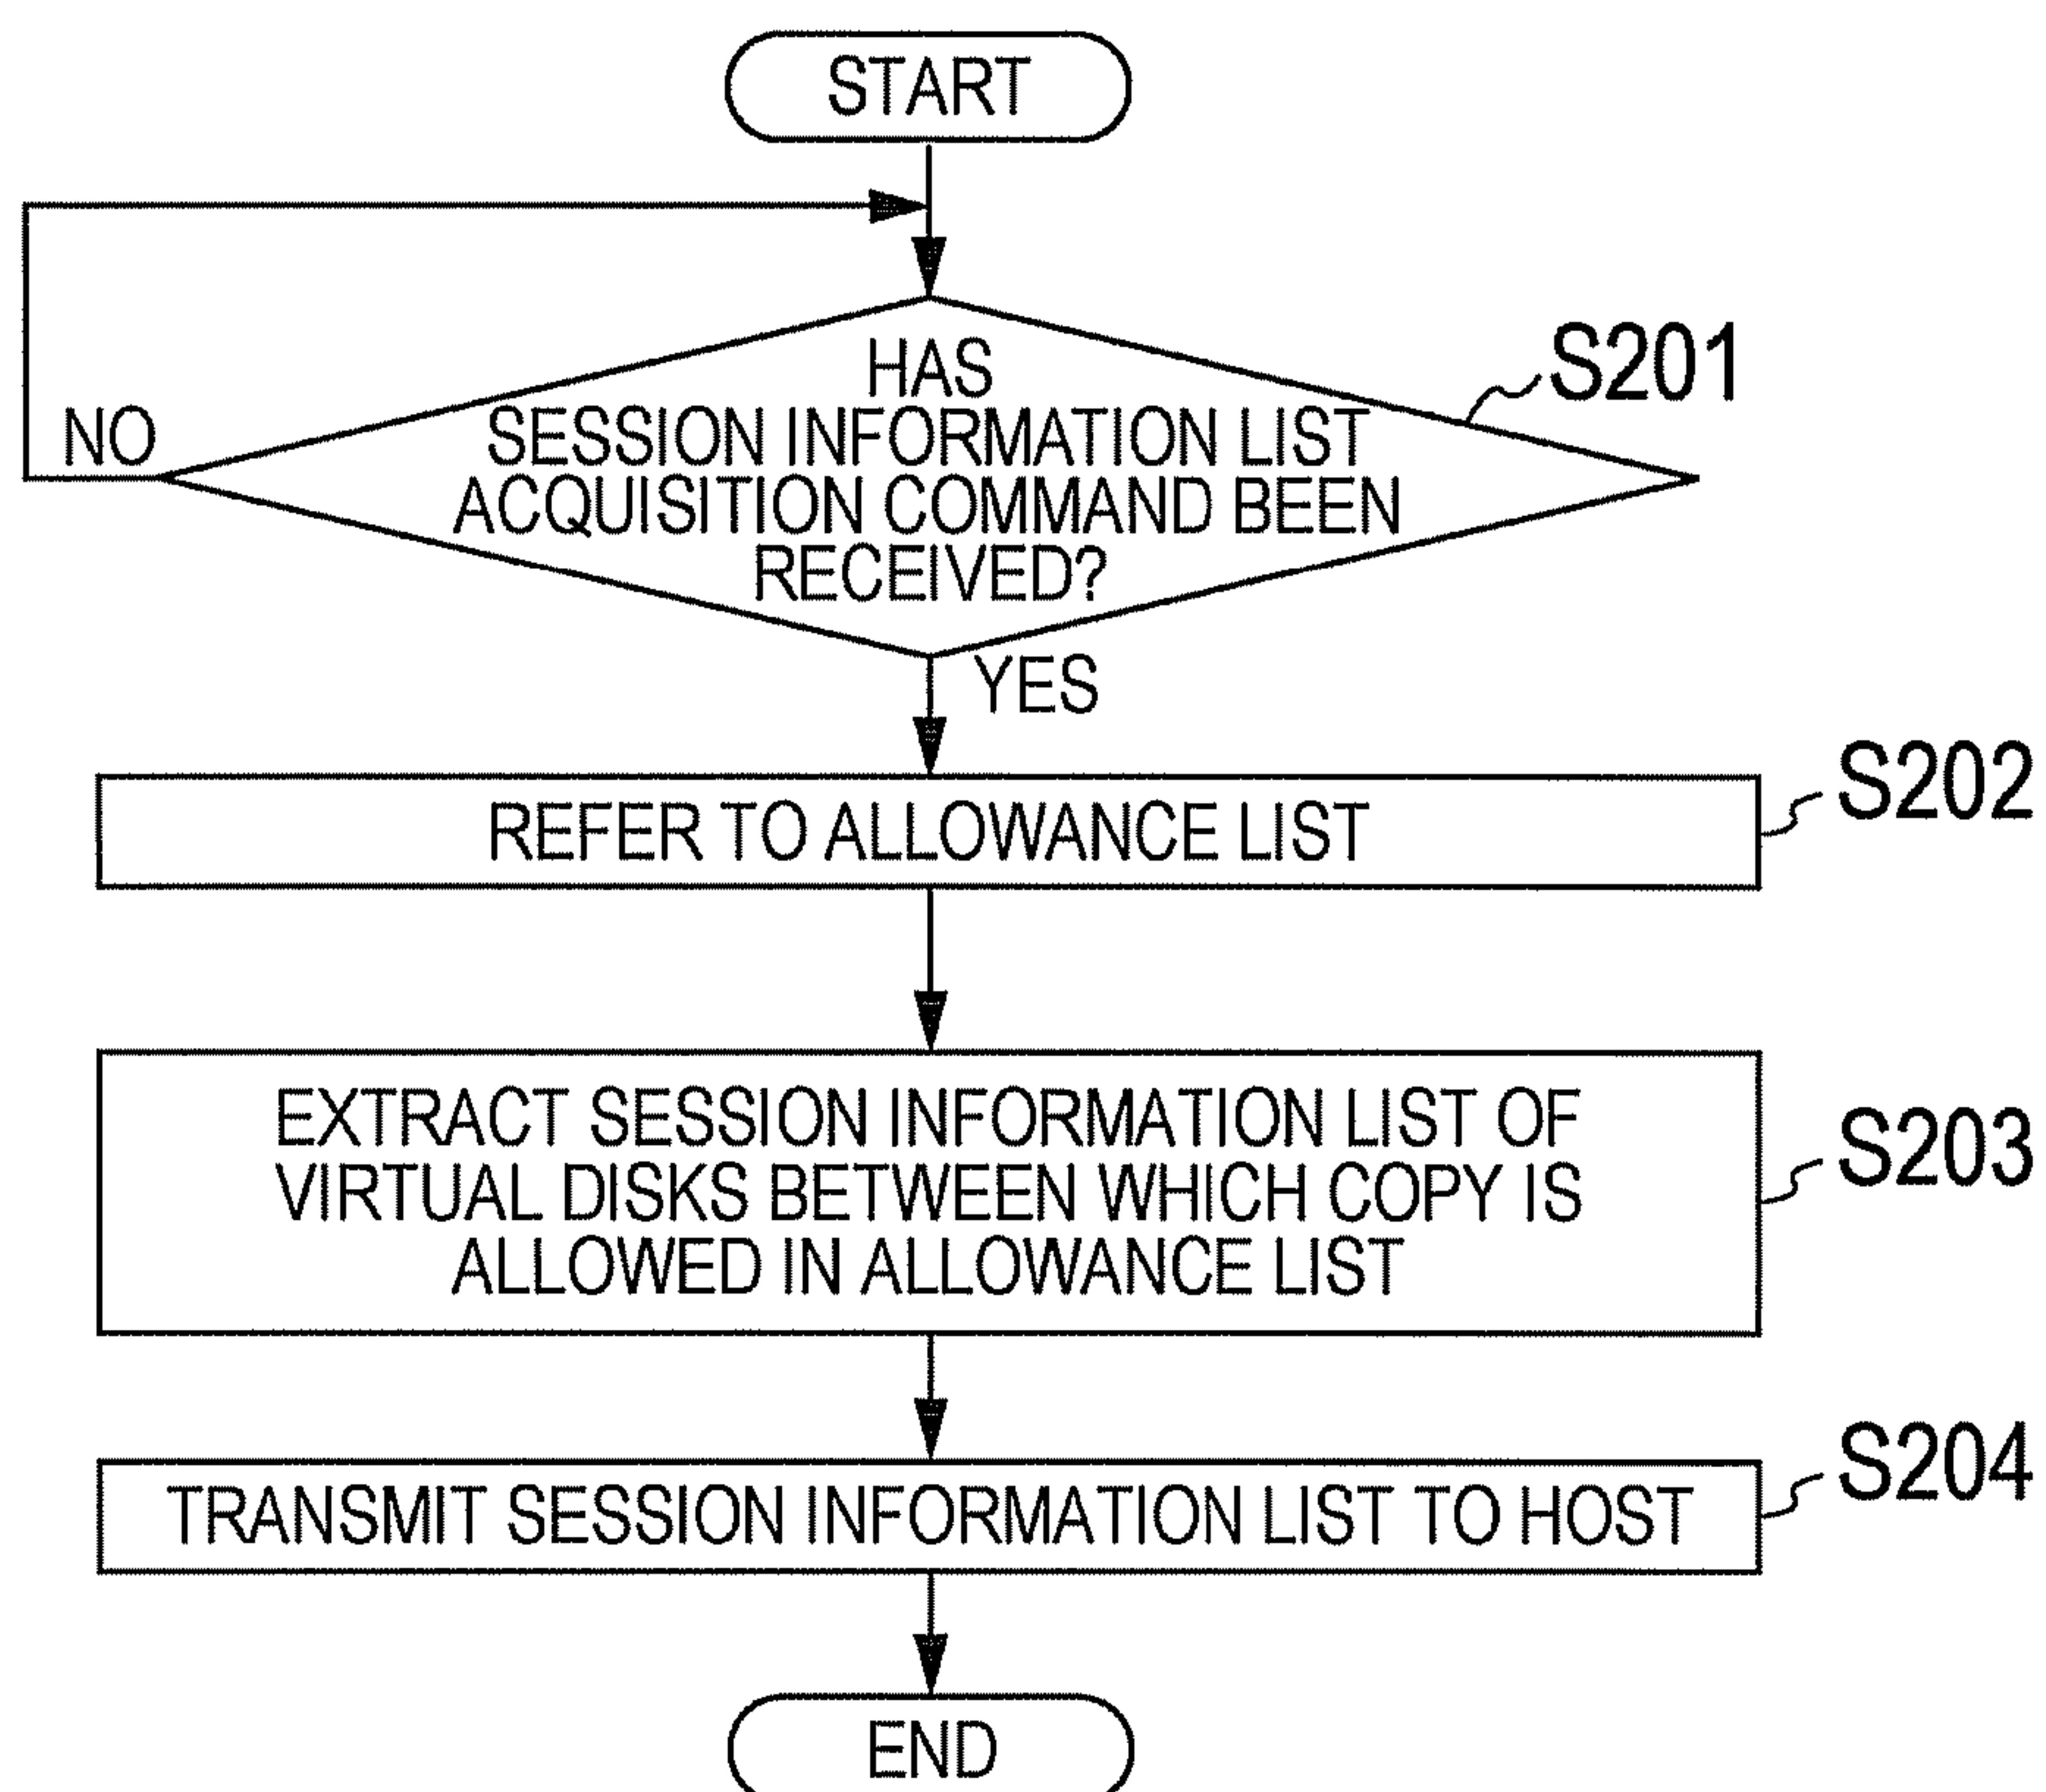 START
HAS
SESSION INFORMATION LIST
ACQUISITION COMMAND BEEN
RECEIVED?
S201
NO
YES
REFER TO ALLOWANCE LIST
S202
EXTRACT SESSION INFORMATION LIST OF
VIRTUAL DISKS BETWEEN WHICH COPY IS
ALLOWED IN ALLOWANCE LIST
S203
TRANSMIT SESSION INFORMATION LIST TO HOST
S204
END